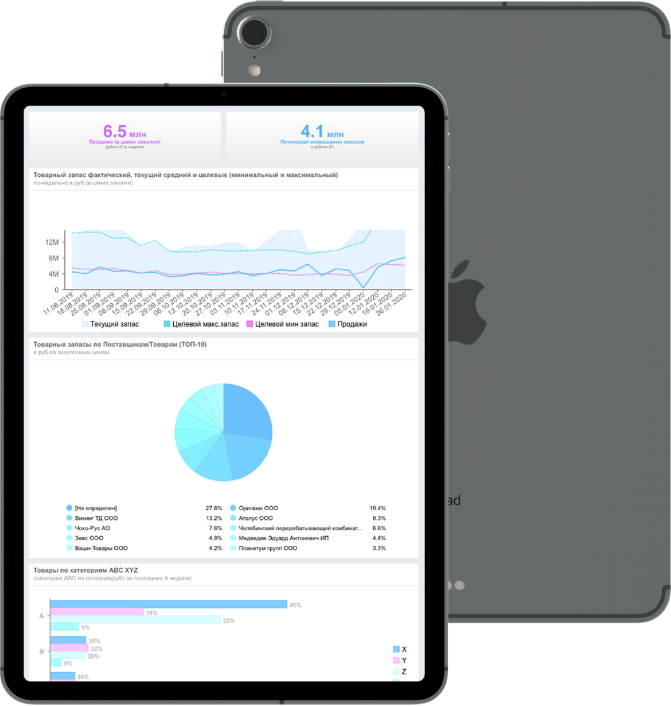 6.5 млн
Продажи (в ценах закупки)
рубли (₽) в неделю
4.1 млн
Потенциал сокращения запасов
в рублях (₽)
Товарный запас фактический, текущий средний и целевые (минимальный и максимальный)
по-недельно в руб (в ценах закупки)
12M
8M
4M
0
11.08.2019
18.08.2019
25.08.2019
01.09.2019
08.09.2019
15.09.2019
22.09.2019
29.09.2019
06.10.2019
13.10.2019
20.10.2019
27.10.2019
03.11.2019
10.11.2019
17.11.2019
24.11.2019
01.12.2019
08.12.2019
15.12.2019
22.12.2019
29.12.2019
05.01.2020
12.01.2020
19.01.2020
26.01.2020
Текущий запас Целевой макс.запас Целевой мин запас Продажи
Товарные запасы по Поставщикам/Товарам (ТОП-10)
в руб по закупочным ценам
[Не определен] 27.6% Оригами ООО 19.4%
Викинг ТД ООО 13.2% Атолус ООО 8.3%
Чоко-Рус АО 7.6% Челябинский перерабатывающий комбинат... 6.6%
Зевс ООО 4.9% Медведев Эдуард Антонович ИП 4.8%
Ваши-Товары ООО 4.2% Планетум групп ООО 3.3%
Товары по категориям ABC XYZ
(категория ABC по остаткам(руб) за последние 4 недели)
A
45%
18%
32%
5%
B
30%
32%
29%
9%
30%
X
Y
Z
ad